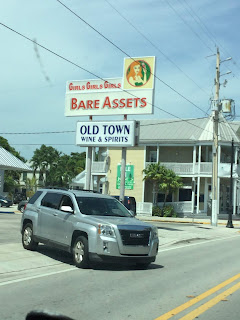 Girls Girls Girls
BARE ASSETS
OLD TOWN
WINE & SPIRITS
GMC